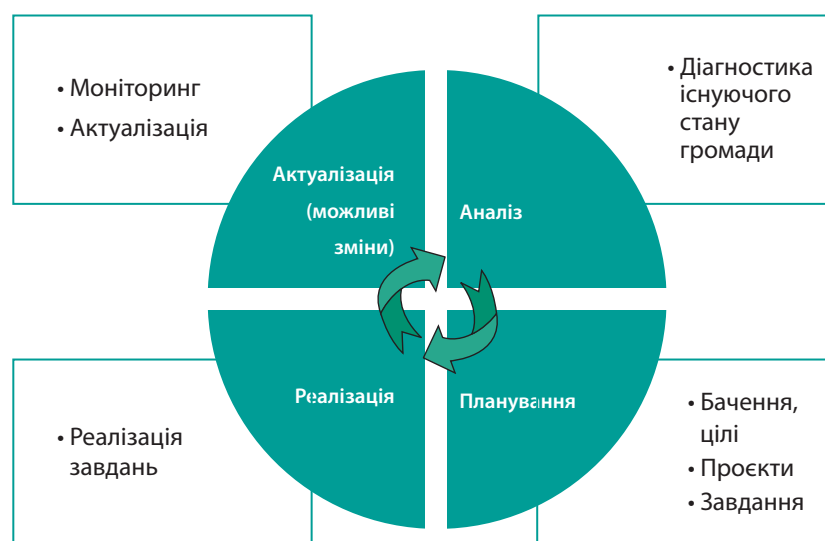 • Моніторинг
• Актуалізація
• Діагностика
існуючого
стану
громади
Актуалізація
(можливі
зміни)
Аналіз
Реалізація
Планування
• Реалізація
завдань
• Бачення,
цілі
• Проєкти
• Завдання